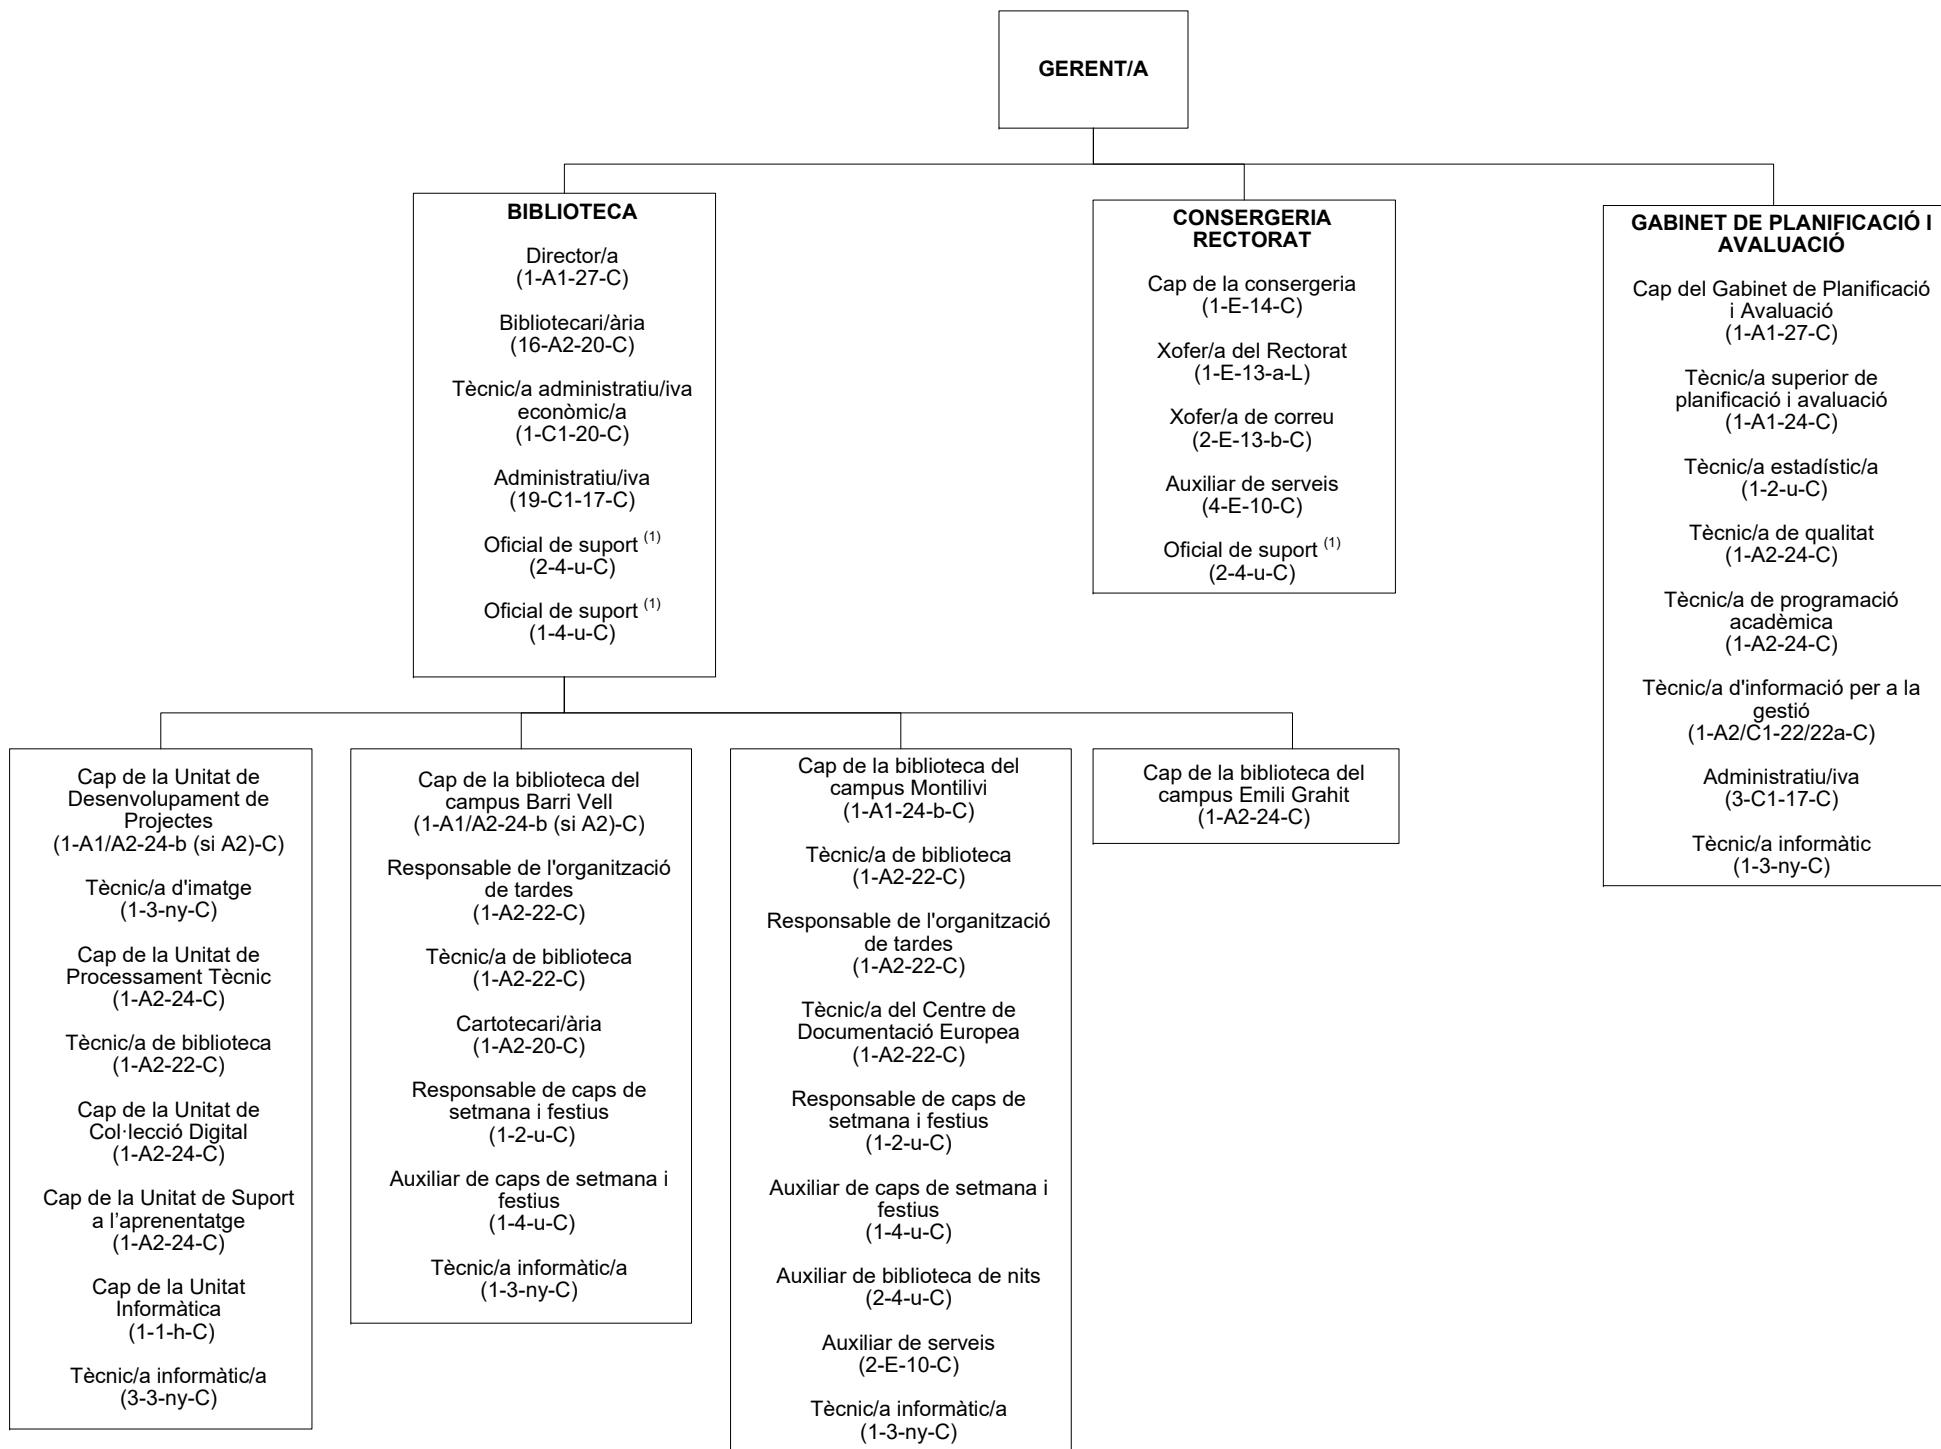 GERENT/A
BIBLIOTECA
Director/a
(1-A1-27-C)
Bibliotecari/ària
(16-A2-20-C)
Tècnic/a administratiu/iva
econòmic/a
(1-C1-20-C)
Administratiu/iva
(19-C1-17-C)
Oficial de suport (1)
(2-4-u-C)
Oficial de suport (1)
(1-4-u-C)
CONSERGERIA
RECTORAT
Cap de la consergeria
(1-E-14-C)
Xofer/a del Rectorat
(1-E-13-a-L)
Xofer/a de correu
(2-E-13-b-C)
Auxiliar de serveis
(4-E-10-C)
Oficial de suport (1)
(2-4-u-C)
GABINET DE PLANIFICACIÓ I
AVALUACIÓ
Cap del Gabinet de Planificació
i Avaluació
(1-A1-27-C)
Tècnic/a superior de
planificació i avaluació
(1-A1-24-C)
Tècnic/a estadístic/a
(1-2-u-C)
Tècnic/a de qualitat
(1-A2-24-C)
Tècnic/a de programació
acadèmica
(1-A2-24-C)
Tècnic/a d'informació per a la
gestió
(1-A2/C1-22/22a-C)
Administratiu/iva
(3-C1-17-C)
Tècnic/a informàtic
(1-3-ny-C)
Cap de la Unitat de
Desenvolupament de
Projectes
(1-A1/A2-24-b (si A2)-C)
Tècnic/a d'imatge
(1-3-ny-C)
Cap de la Unitat de
Processament Tècnic
(1-A2-24-C)
Tècnic/a de biblioteca
(1-A2-22-C)
Cap de la Unitat de
Col·lecció Digital
(1-A2-24-C)
Cap de la Unitat de Suport
a l’aprenentatge
(1-A2-24-C)
Cap de la Unitat
Informàtica
(1-1-h-C)
Tècnic/a informàtic/a
(3-3-ny-C)
Cap de la biblioteca del
campus Barri Vell
(1-A1/A2-24-b (si A2)-C)
Responsable de l'organització
de tardes
(1-A2-22-C)
Tècnic/a de biblioteca
(1-A2-22-C)
Cartotecari/ària
(1-A2-20-C)
Responsable de caps de
setmana i festius
(1-2-u-C)
Auxiliar de caps de setmana i
festius
(1-4-u-C)
Tècnic/a informàtic/a
(1-3-ny-C)
Cap de la biblioteca del
campus Montilivi
(1-A1-24-b-C)
Tècnic/a de biblioteca
(1-A2-22-C)
Responsable de l'organització
de tardes
(1-A2-22-C)
Tècnic/a del Centre de
Documentació Europea
(1-A2-22-C)
Responsable de caps de
setmana i festius
(1-2-u-C)
Auxiliar de caps de setmana i
festius
(1-4-u-C)
Auxiliar de biblioteca de nits
(2-4-u-C)
Auxiliar de serveis
(2-E-10-C)
Tècnic/a informàtic/a
(1-3-ny-C)
Cap de la biblioteca del
campus Emili Grahit
(1-A2-24-C)